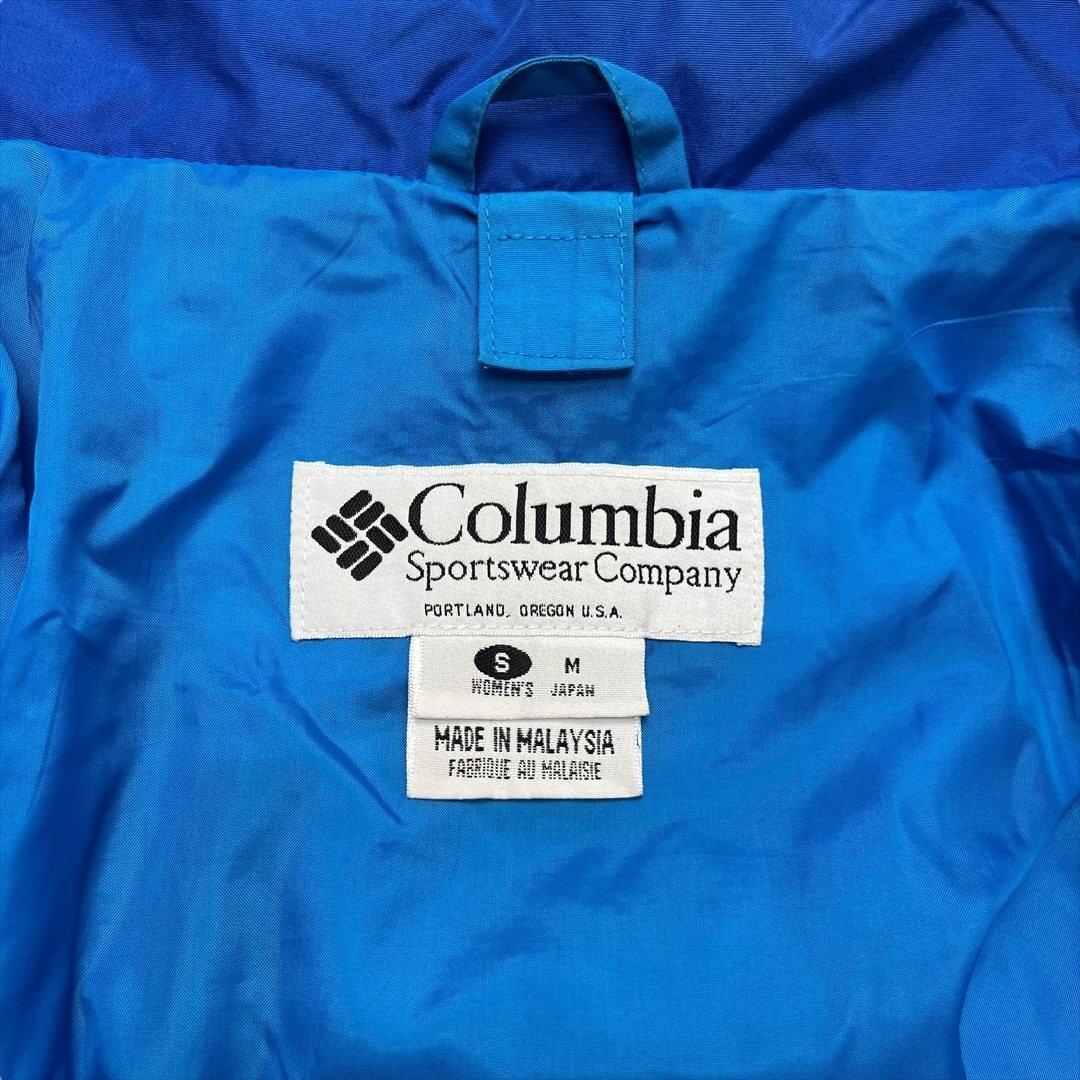 Columbia
Sportswear Company
PORTLAND, OREGON U.S.A.
S M
WOMEN'S JAPAN
MADE IN MALAYSIA
FABRIQUE AU MALAISIE